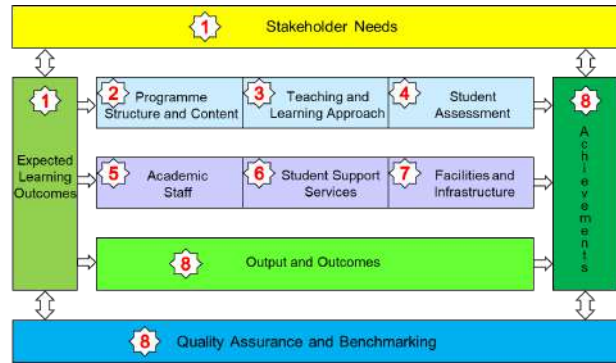 1 Stakeholder Needs
1
Expected
Learning
Outcomes
2 Programme
Structure and Content
3 Teaching and
Learning Approach
4 Student
Assessment
5 Academic
Staff
6 Student Support
Services
7 Facilities and
Infrastructure
8 Output and Outcomes
8
Achievements
8 Quality Assurance and Benchmarking